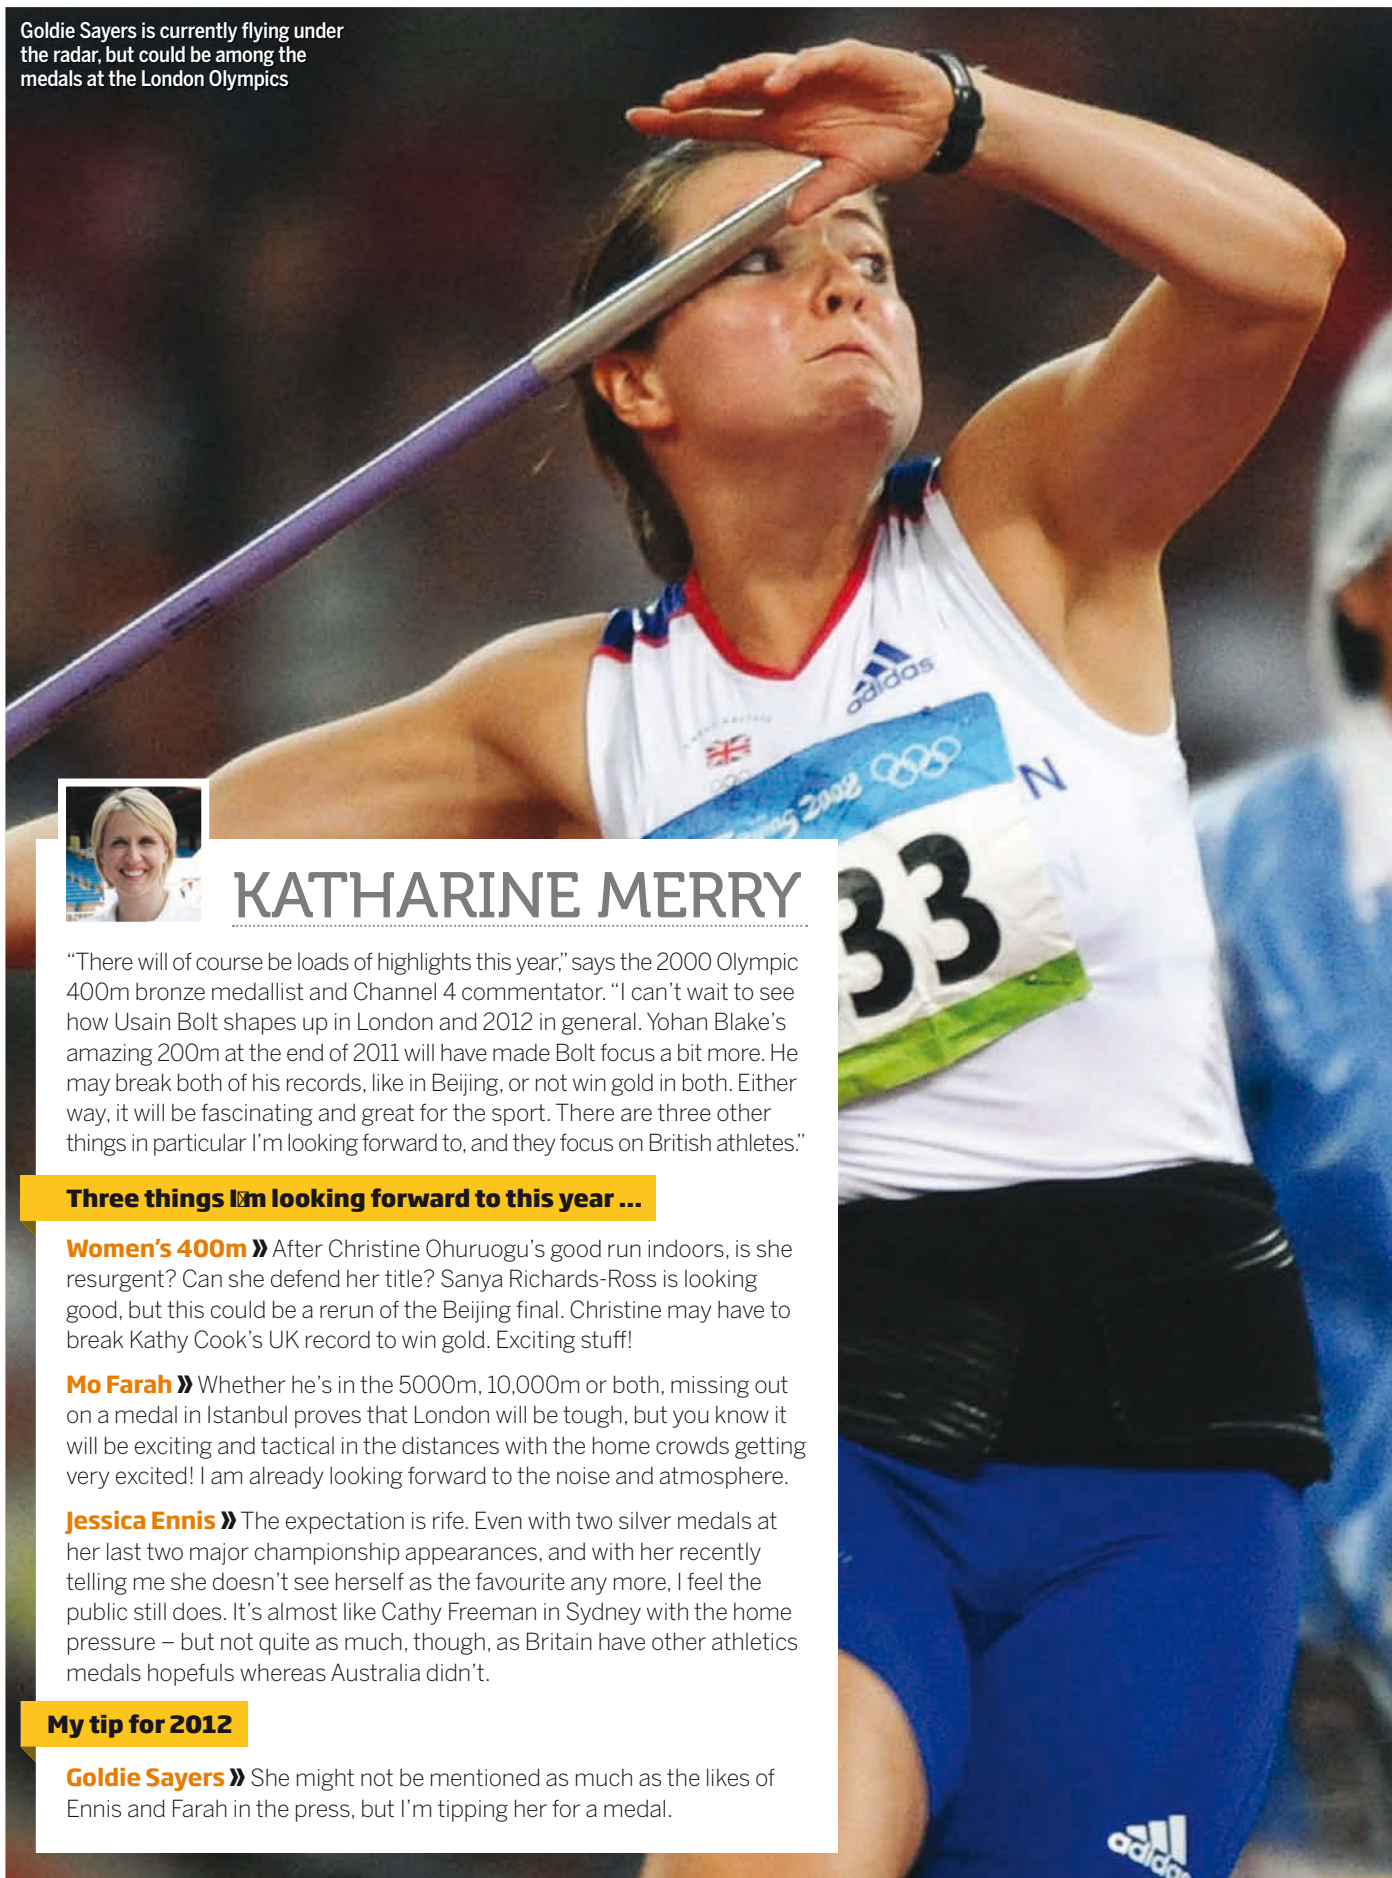 Goldie Sayers is currently flying under
the radar, but could be among the
medals at the London Olympics
adidas
GREAT BRITAIN
Beijing 2008
N
33
KATHARINE MERRY
“There will of course be loads of highlights this year,” says the 2000 Olympic
400m bronze medallist and Channel 4 commentator. “I can’t wait to see
how Usain Bolt shapes up in London and 2012 in general. Yohan Blake’s
amazing 200m at the end of 2011 will have made Bolt focus a bit more. He
may break both of his records, like in Beijing, or not win gold in both. Either
way, it will be fascinating and great for the sport. There are three other
things in particular I’m looking forward to, and they focus on British athletes.”
Three things I☒m looking forward to this year ...
Women’s 400m » After Christine Ohuruogu’s good run indoors, is she
resurgent? Can she defend her title? Sanya Richards-Ross is looking
good, but this could be a rerun of the Beijing final. Christine may have to
break Kathy Cook’s UK record to win gold. Exciting stuff!
Mo Farah » Whether he’s in the 5000m, 10,000m or both, missing out
on a medal in Istanbul proves that London will be tough, but you know it
will be exciting and tactical in the distances with the home crowds getting
very excited! I am already looking forward to the noise and atmosphere.
Jessica Ennis » The expectation is rife. Even with two silver medals at
her last two major championship appearances, and with her recently
telling me she doesn’t see herself as the favourite any more, I feel the
public still does. It’s almost like Cathy Freeman in Sydney with the home
pressure – but not quite as much, though, as Britain have other athletics
medals hopefuls whereas Australia didn’t.
My tip for 2012
Goldie Sayers » She might not be mentioned as much as the likes of
Ennis and Farah in the press, but I’m tipping her for a medal.
adidas